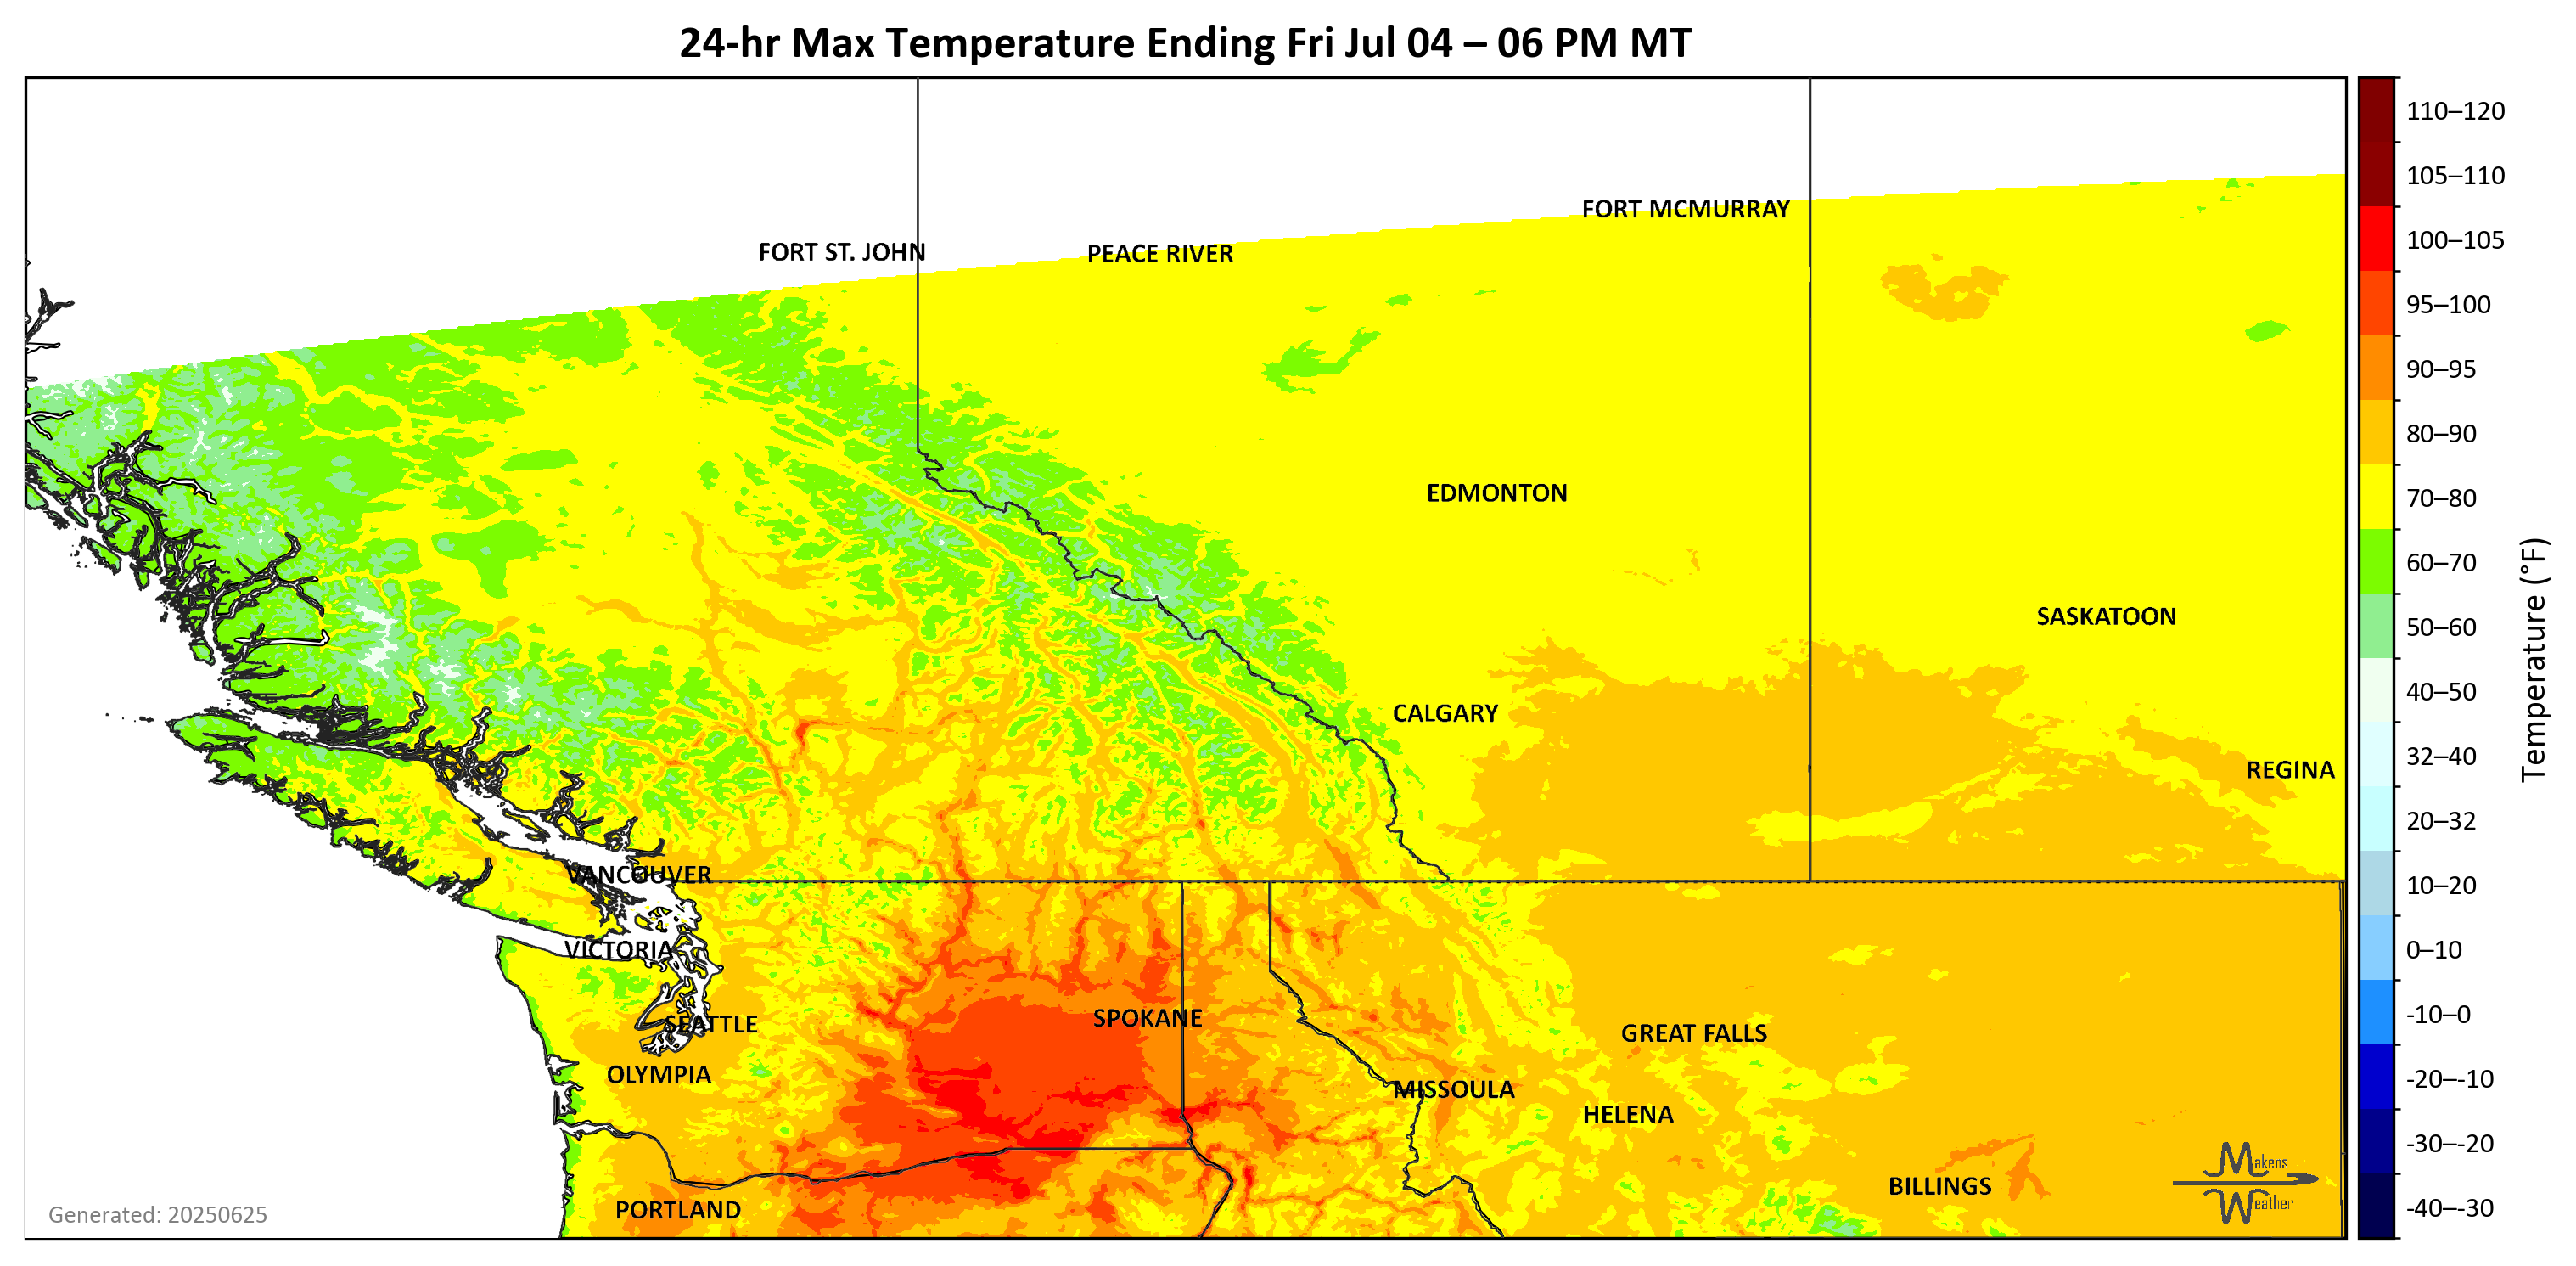 24-hr Max Temperature Ending Fri Jul 04 – 06 PM MT
FORT MCMURRAY
FORT ST. JOHN
PEACE RIVER
EDMONTON
SASKATOON
CALGARY
REGINA
VANCOUVER
VICTORIA
SEATTLE
SPOKANE
GREAT FALLS
OLYMPIA
MISSOULA
HELENA
BILLINGS
PORTLAND
Makens
Weather
Generated: 20250625
110–120
105–110
100–105
95–100
90–95
80–90
70–80
60–70
50–60
40–50
32–40
20–32
10–20
0–10
-10–0
-20–-10
-30–-20
-40–-30
Temperature (°F)